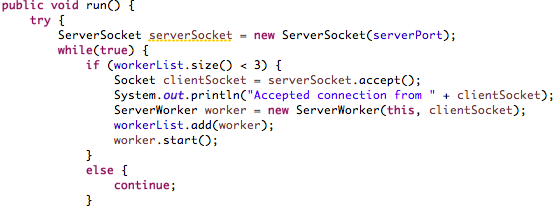 public void run() {
    try {
        ServerSocket serverSocket = new ServerSocket(serverPort);
        while(true) {
            if (workerList.size() < 3) {
                Socket clientSocket = serverSocket.accept();
                System.out.println("Accepted connection from " + clientSocket);
                ServerWorker worker = new ServerWorker(this, clientSocket);
                workerList.add(worker);
                worker.start();
            }
            else {
                continue;
            }